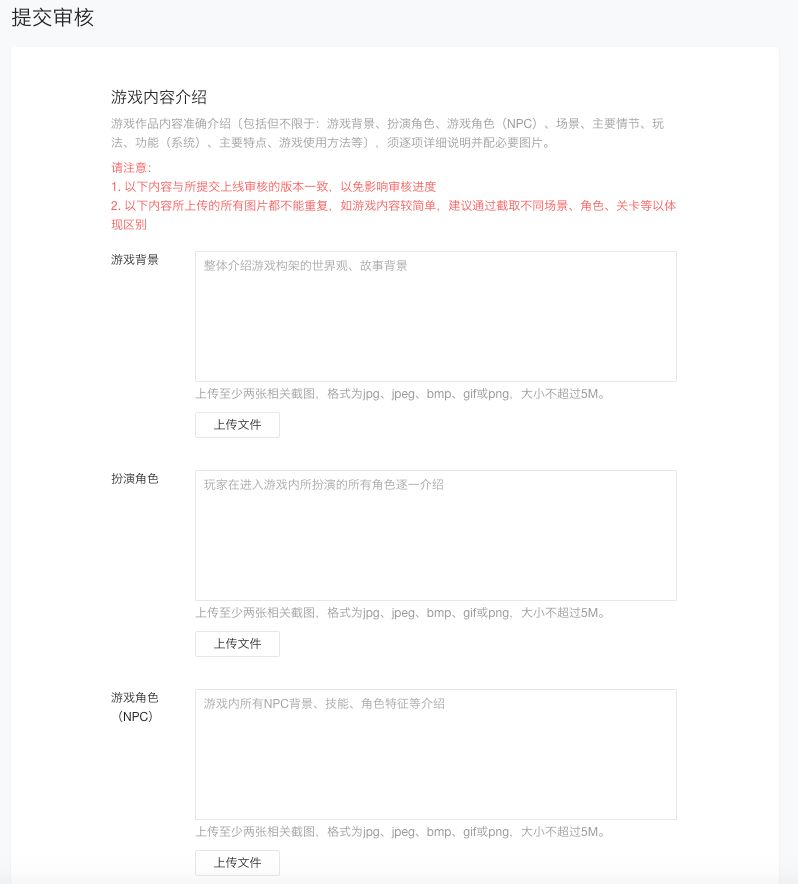 提交审核
游戏内容介绍
游戏作品内容准确介绍（包括但不限于：游戏背景、扮演角色、游戏角色（NPC）、场景、主要情节、玩
法、功能（系统）、主要特点、游戏使用方法等），须逐项详细说明并配必要图片。
请注意：
1. 以下内容与所提交上线审核的版本一致，以免影响审核进度
2. 以下内容所上传的所有图片都不能重复，如游戏内容较简单，建议通过截取不同场景、角色、关卡等以体
现区别
游戏背景
整体介绍游戏构架的世界观、故事背景
上传至少两张相关截图，格式为jpg、jpeg、bmp、gif或png，大小不超过5M。
上传文件
扮演角色
玩家在进入游戏内所扮演的所有角色逐一介绍
上传至少两张相关截图，格式为jpg、jpeg、bmp、gif或png，大小不超过5M。
上传文件
游戏角色
（NPC）
游戏内所有NPC背景、技能、角色特征等介绍
上传至少两张相关截图，格式为jpg、jpeg、bmp、gif或png，大小不超过5M。
上传文件